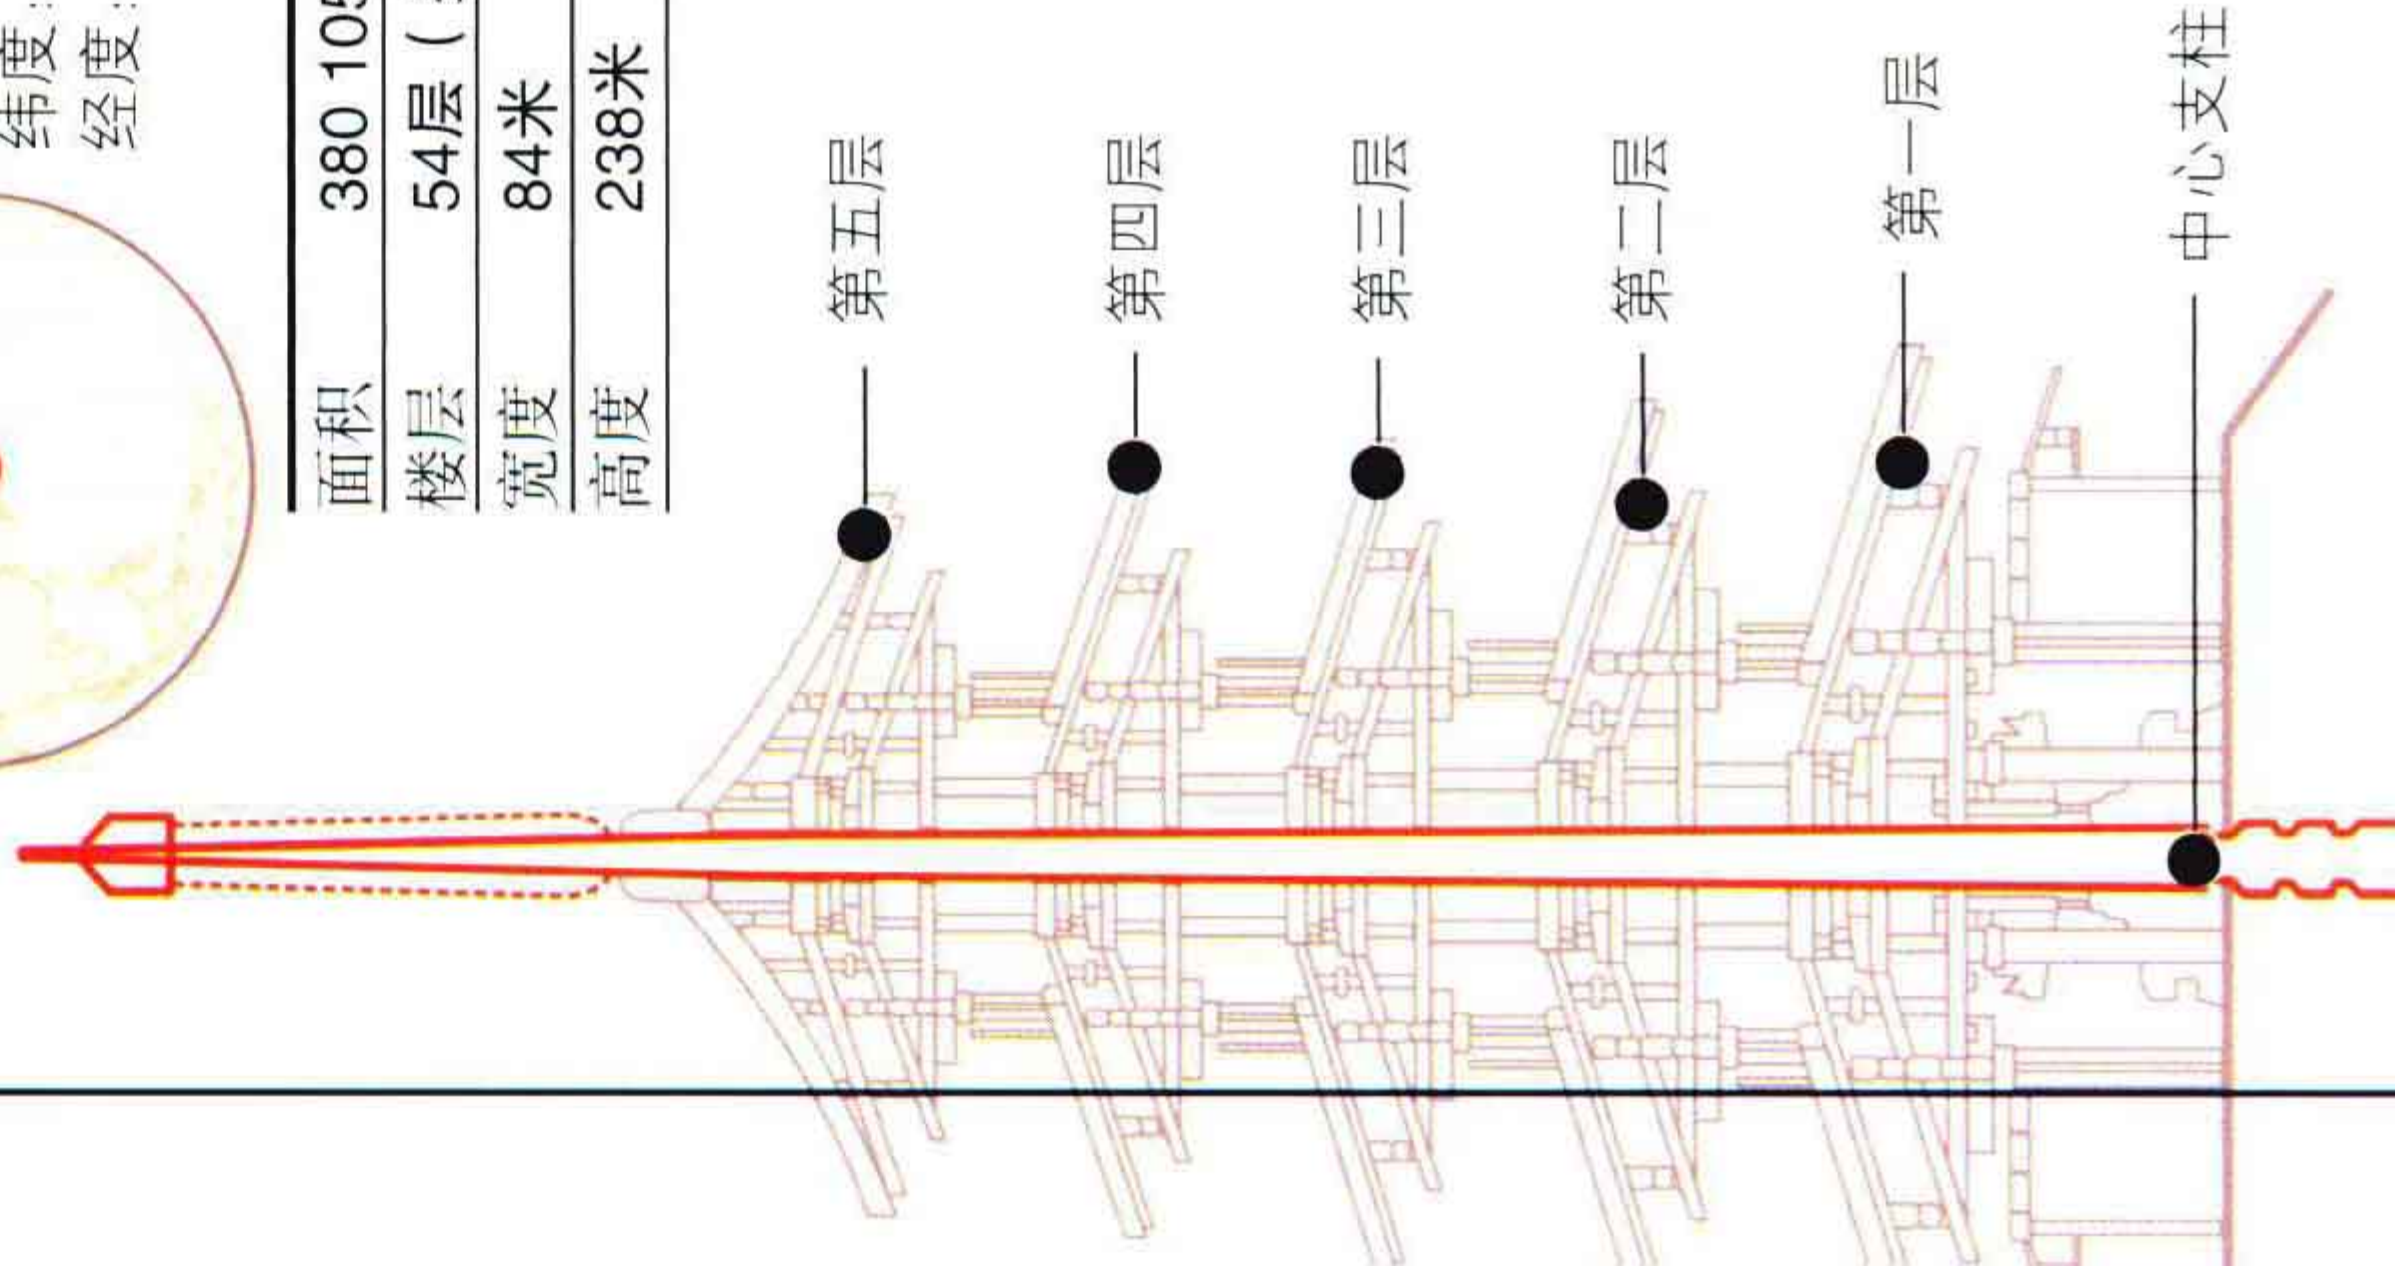 纬度：
经度：
面积 380 105
楼层 54层（
宽度 84米
高度 238米
第五层
第四层
第三层
第二层
第一层
中心支柱